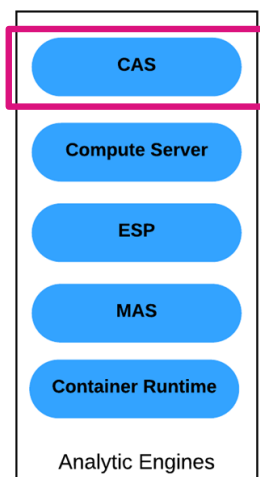 CAS
Compute Server
ESP
MAS
Container Runtime
Analytic Engines